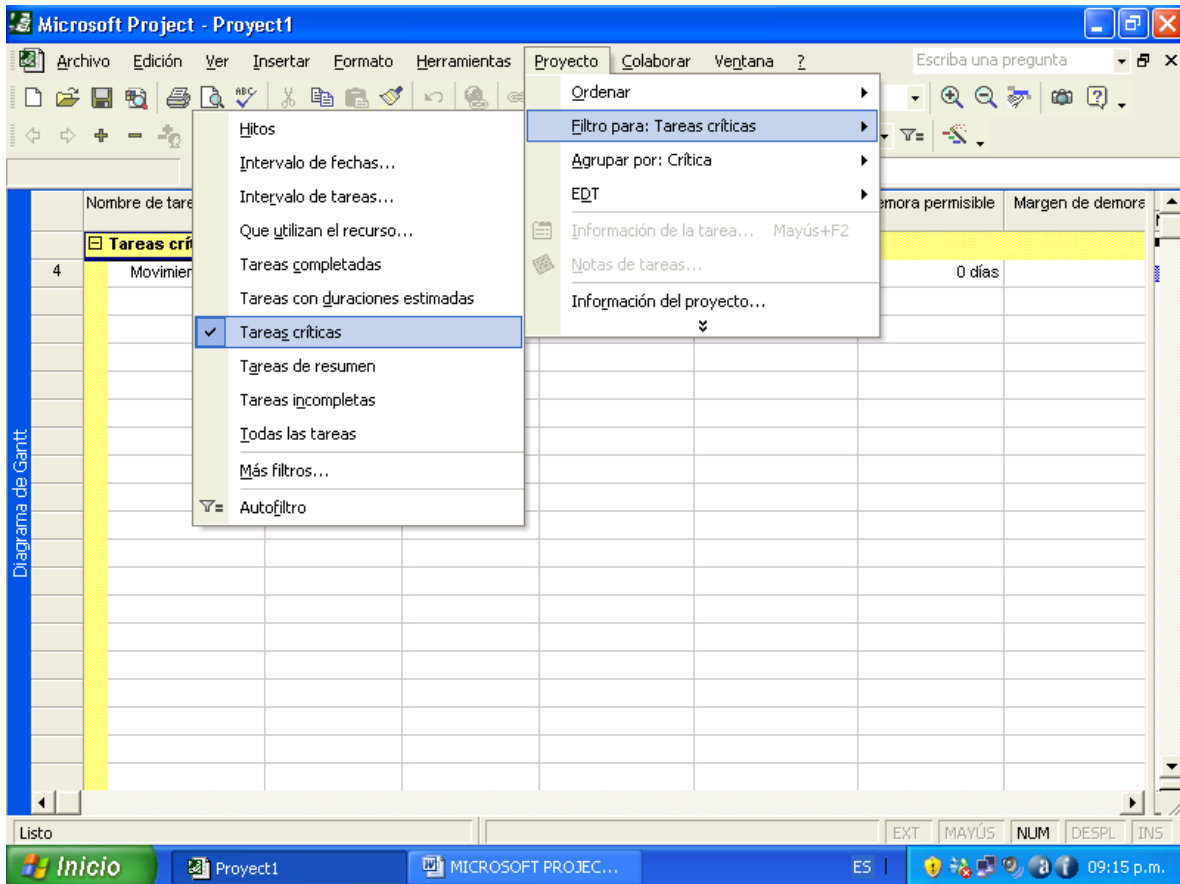 Microsoft Project - Proyect1
Archivo Edición Ver Insertar Formato Herramientas Proyecto Colaborar Ventana ? Escriba una pregunta
Ordenar
Filtro para: Tareas críticas
Agrupar por: Crítica
EDT
Información de la tarea... Mayús+F2
Notas de tareas...
Información del proyecto...
Hitos
Intervalo de fechas...
Intervalo de tareas...
Que utilizan el recurso...
Tareas completadas
Tareas con duraciones estimadas
Tareas críticas
Tareas de resumen
Tareas incompletas
Todas las tareas
Más filtros...
Autofiltro
Nombre de tare emora permisible Margen de demora
Tareas crít
4 Movimier 0 días
Diagrama de Gantt
Listo EXT MAYÚS NUM DESPL INS
Inicio Proyect1 MICROSOFT PROJEC... ES 09:15 p.m.